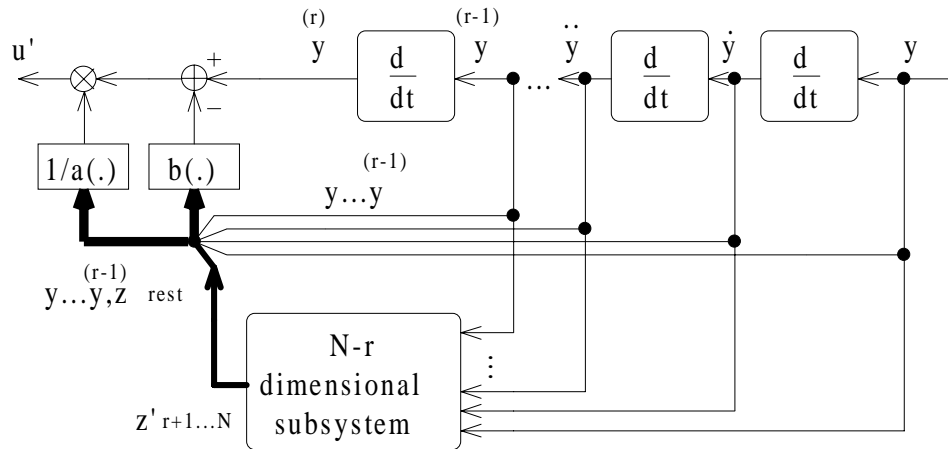 (r) (r-1)
u' y y ÿ ẏ y
+ d/dt ... d/dt d/dt
−
1/a(.) b(.)
(r-1)
y...y
(r-1)
y...y,z rest
N-r
dimensional
subsystem
...
z' r+1...N